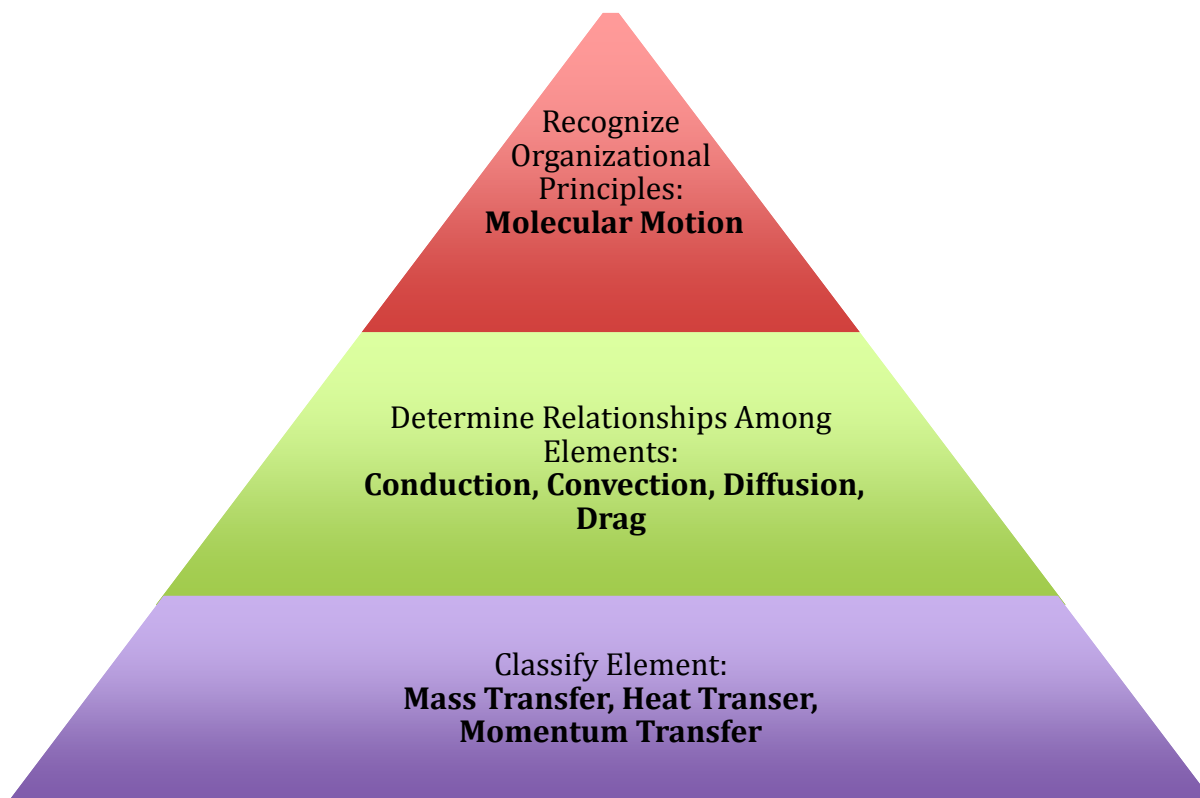 Recognize
Organizational
Principles:
Molecular Motion
Determine Relationships Among
Elements:
Conduction, Convection, Diffusion,
Drag
Classify Element:
Mass Transfer, Heat Transer,
Momentum Transfer